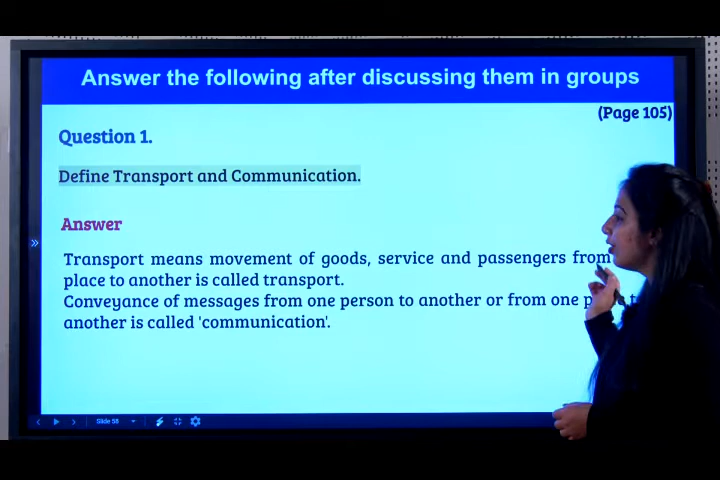 Answer the following after discussing them in groups
(Page 105)
Question 1.
Define Transport and Communication.
Answer
Transport means movement of goods, service and passengers from
place to another is called transport.
Conveyance of messages from one person to another or from one
another is called 'communication'.
Slide 58